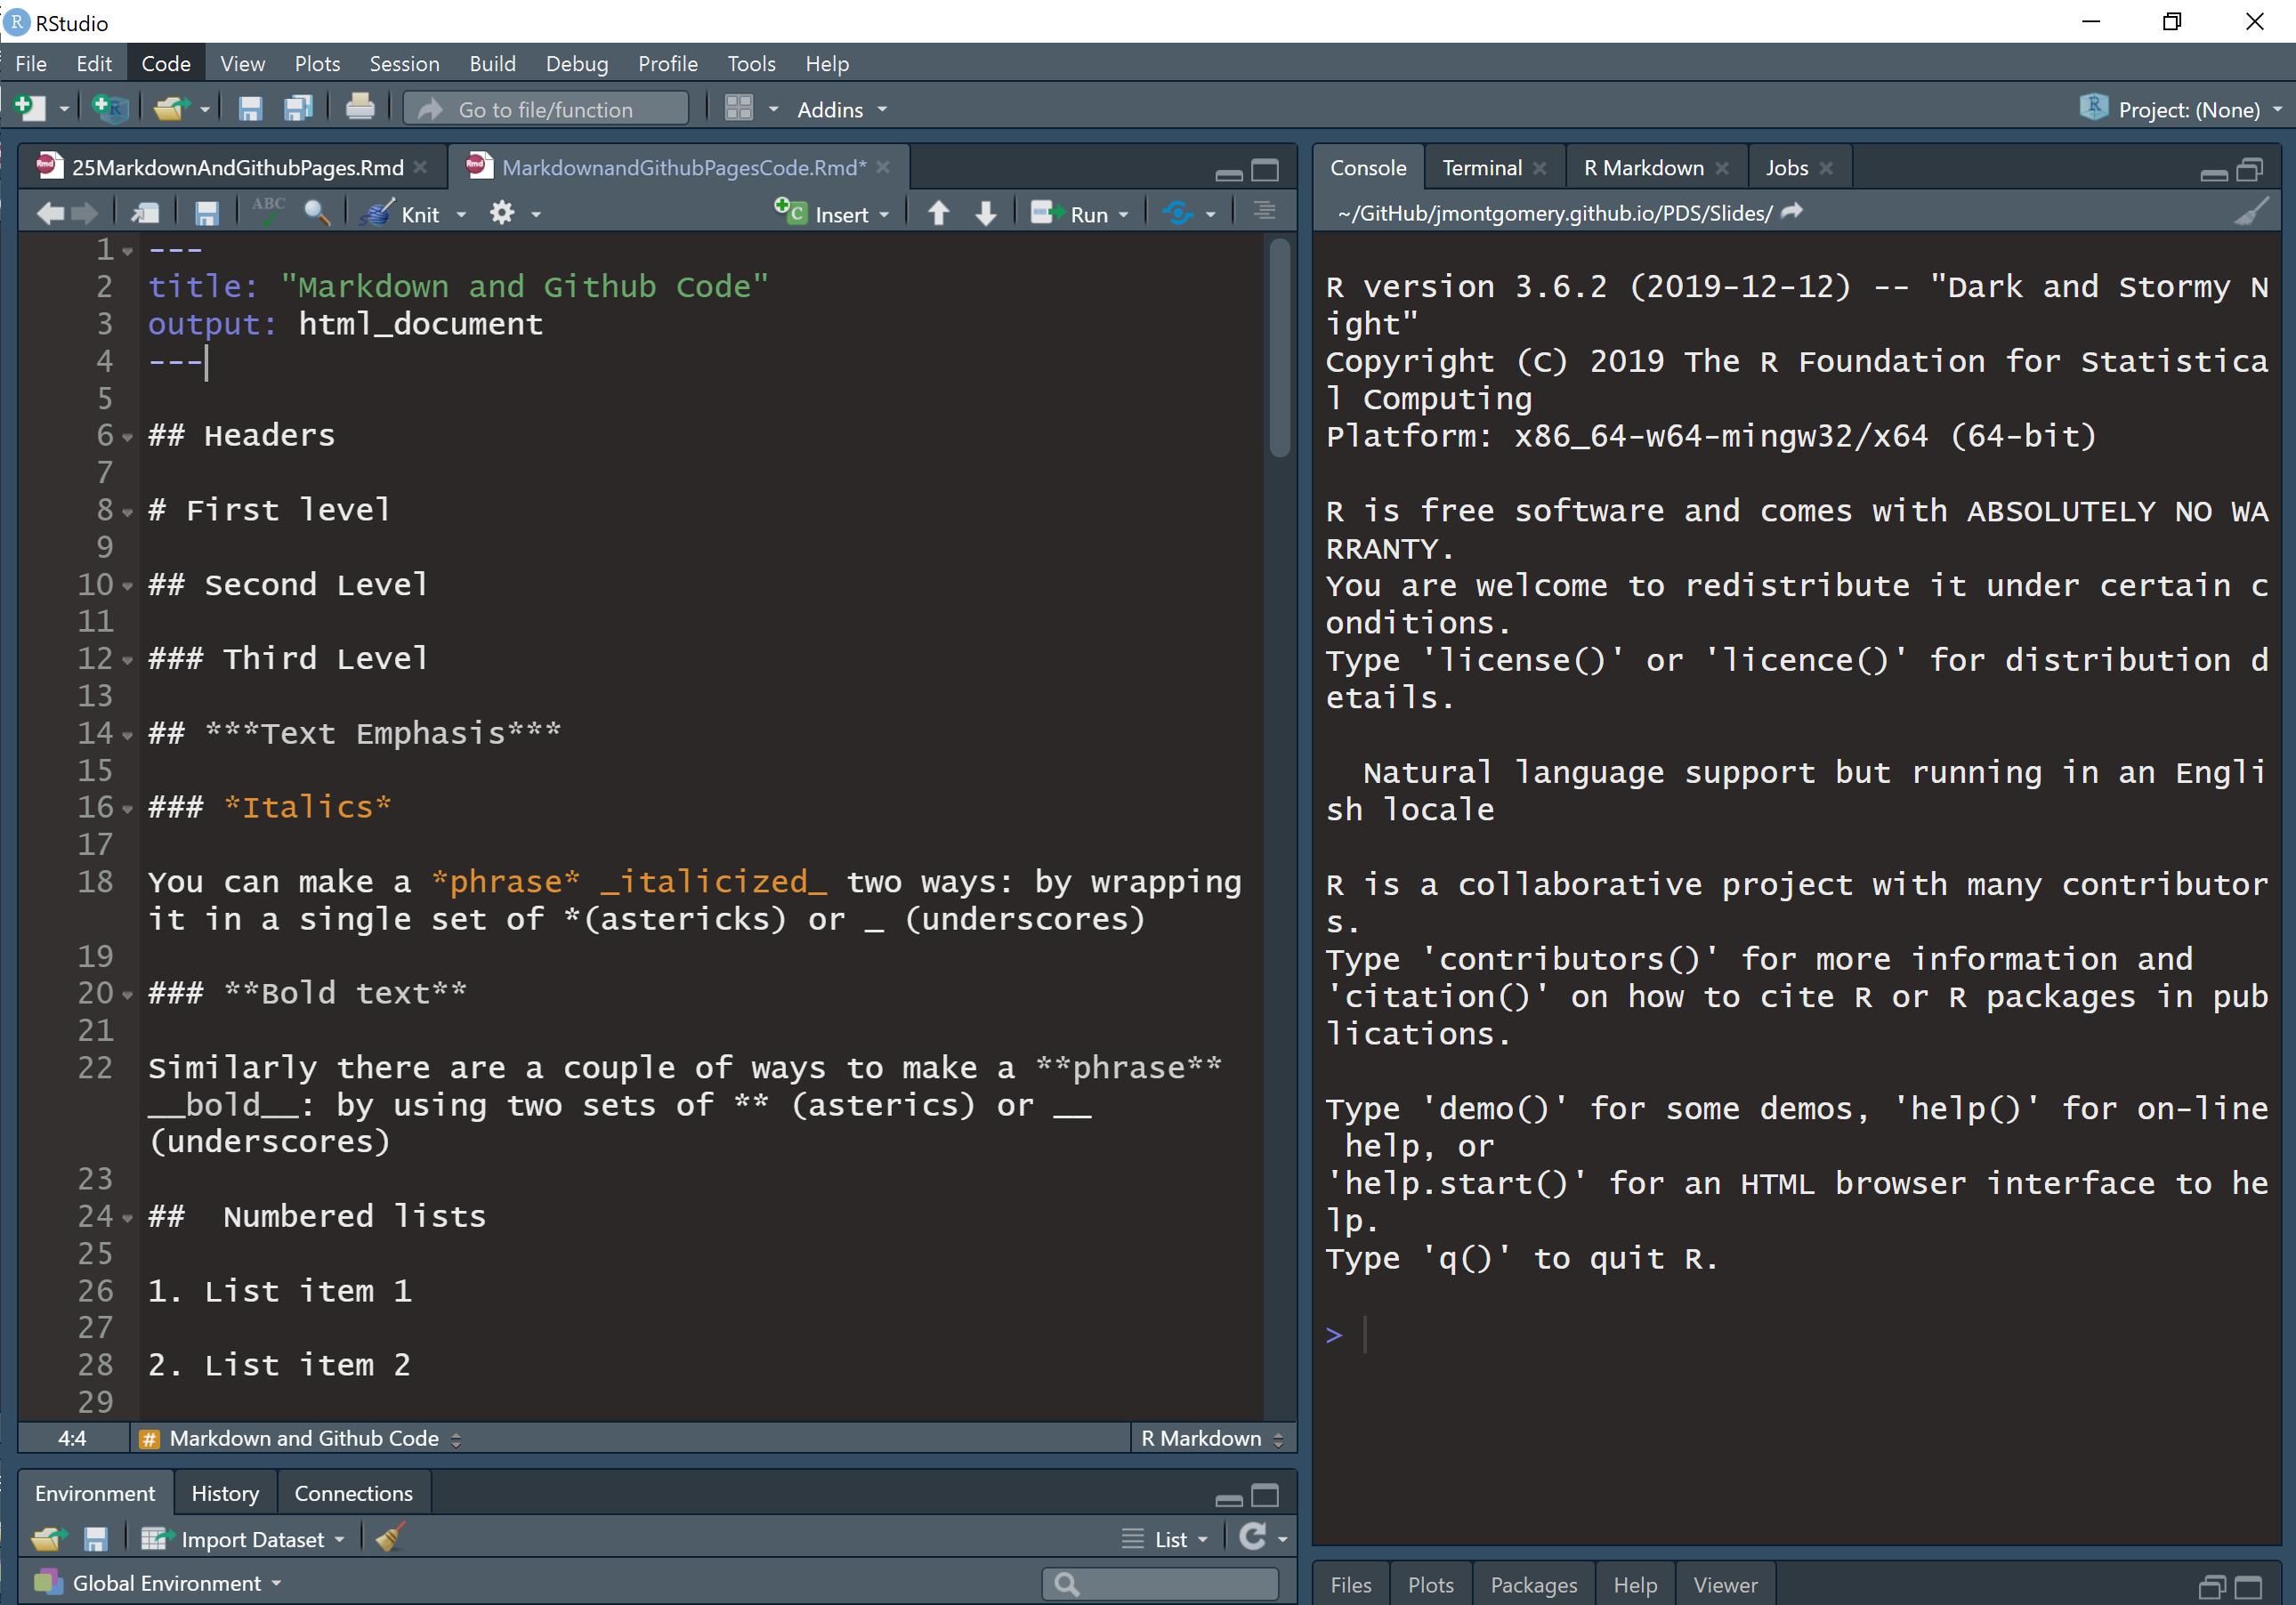 RStudio
File Edit Code View Plots Session Build Debug Profile Tools Help
Go to file/function Addins Project: (None)
25MarkdownAndGithubPages.Rmd MarkdownandGithubPagesCode.Rmd*
ABC Knit Insert Run
1 ---
2 title: "Markdown and Github Code"
3 output: html_document
4 ---
5
6 ## Headers
7
8 # First level
9
10 ## Second Level
11
12 ### Third Level
13
14 ## ***Text Emphasis***
15
16 ### *Italics*
17
18 You can make a *phrase* _italicized_ two ways: by wrapping
it in a single set of *(astericks) or _ (underscores)
19
20 ### **Bold text**
21
22 Similarly there are a couple of ways to make a **phrase**
__bold__: by using two sets of ** (asterics) or __
(underscores)
23
24 ##  Numbered lists
25
26 1. List item 1
27
28 2. List item 2
29
4:4 # Markdown and Github Code R Markdown
Environment History Connections
Import Dataset List
Global Environment
Console Terminal R Markdown Jobs
~/GitHub/jmontgomery.github.io/PDS/Slides/
R version 3.6.2 (2019-12-12) -- "Dark and Stormy N
ight"
Copyright (C) 2019 The R Foundation for Statistica
l Computing
Platform: x86_64-w64-mingw32/x64 (64-bit)
R is free software and comes with ABSOLUTELY NO WA
RRANTY.
You are welcome to redistribute it under certain c
onditions.
Type 'license()' or 'licence()' for distribution d
etails.
Natural language support but running in an Engli
sh locale
R is a collaborative project with many contributor
s.
Type 'contributors()' for more information and
'citation()' on how to cite R or R packages in pub
lications.
Type 'demo()' for some demos, 'help()' for on-line
help, or
'help.start()' for an HTML browser interface to he
lp.
Type 'q()' to quit R.
>
Files Plots Packages Help Viewer